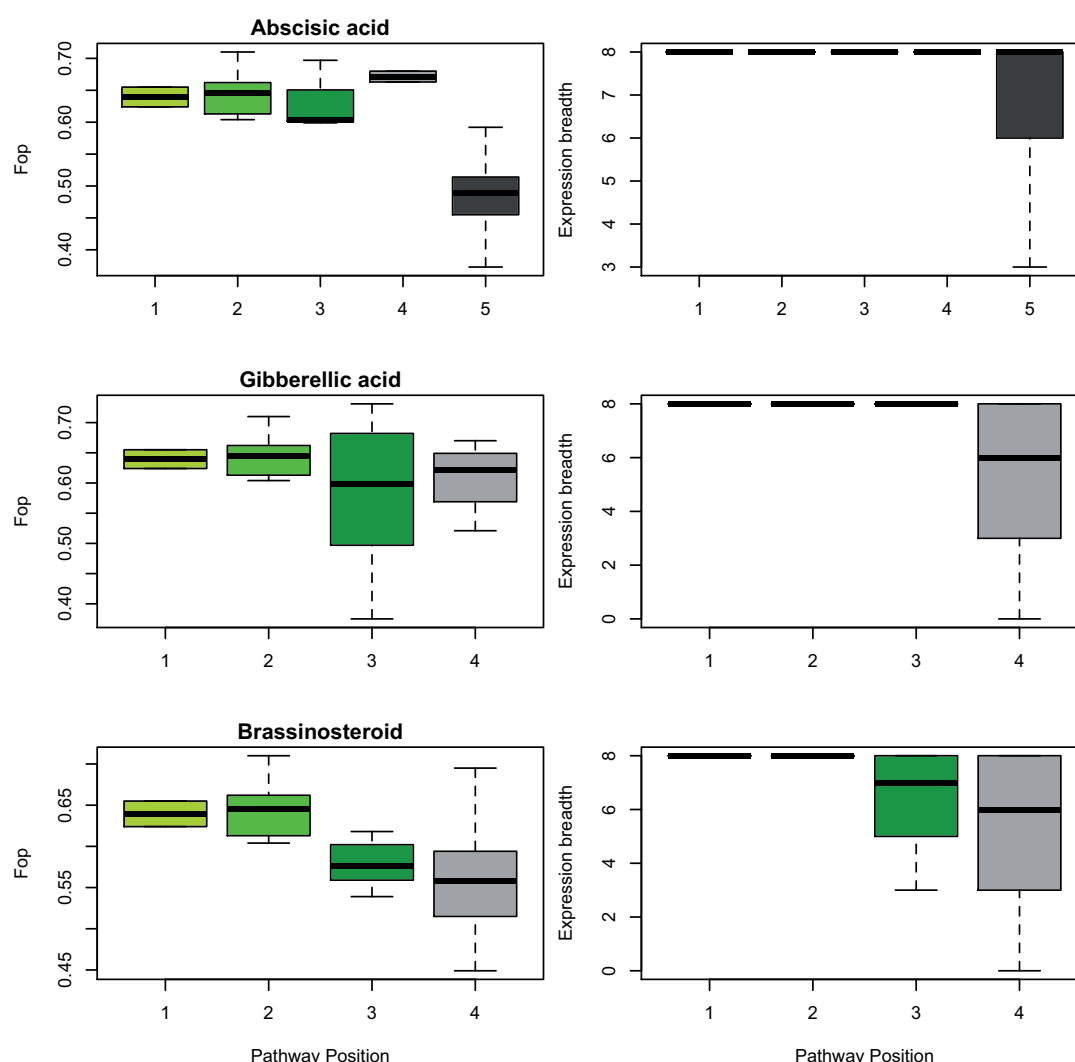 Abscisic acid
Fop
0.40 0.50 0.60 0.70
1 2 3 4 5
Expression breadth
3 4 5 6 7 8
1 2 3 4 5
Gibberellic acid
Fop
0.40 0.50 0.60 0.70
1 2 3 4
Expression breadth
0 2 4 6 8
1 2 3 4
Brassinosteroid
Fop
0.45 0.55 0.65
1 2 3 4
Pathway Position
Expression breadth
0 2 4 6 8
1 2 3 4
Pathway Position